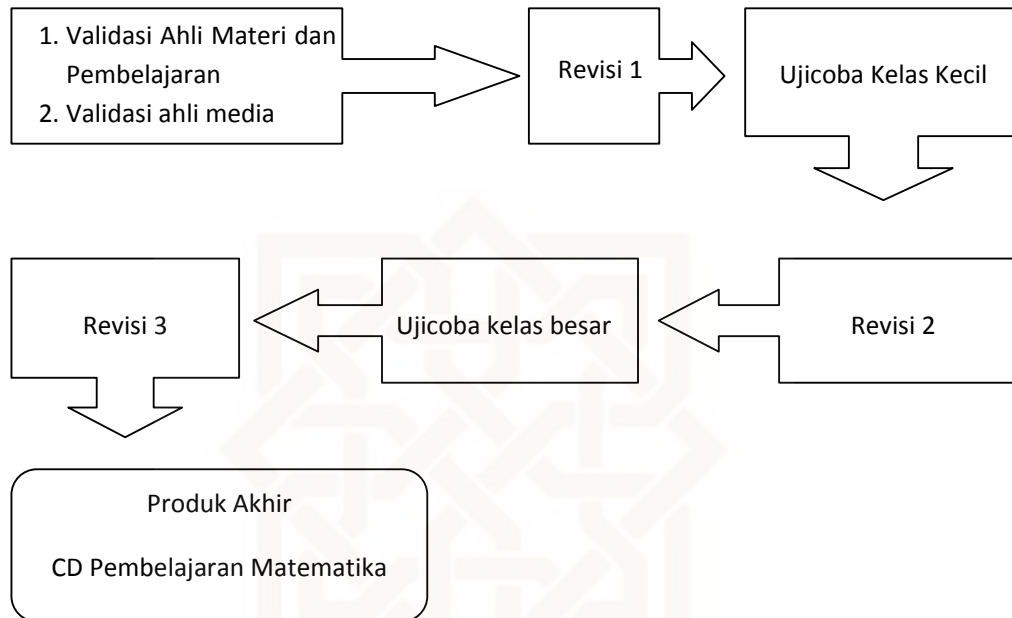 1. Validasi Ahli Materi dan
Pembelajaran
2. Validasi ahli media
Revisi 1
Ujicoba Kelas Kecil
Revisi 2
Ujicoba kelas besar
Revisi 3
Produk Akhir
CD Pembelajaran Matematika